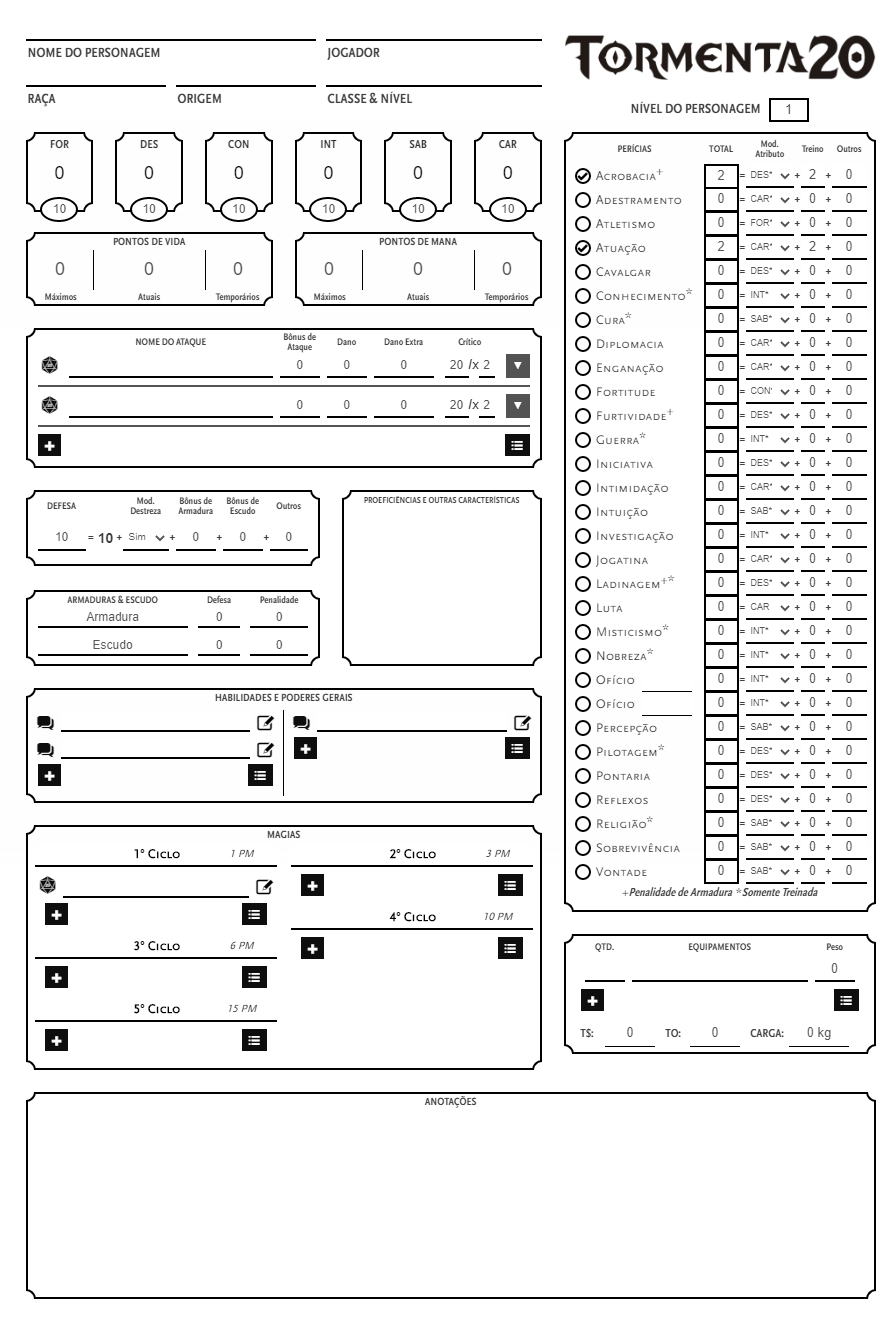 NOME DO PERSONAGEM JOGADOR
TORMENTA20
RAÇA ORIGEM CLASSE & NÍVEL
NÍVEL DO PERSONAGEM 1
FOR DES CON INT SAB CAR
0 0 0 0 0 0
10 10 10 10 10 10
PONTOS DE VIDA
0 0 0
Máximos Atuais Temporários
PONTOS DE MANA
0 0 0
Máximos Atuais Temporários
NOME DO ATAQUE Bônus de Ataque Dano Dano Extra Crítico
0 0 0 20 /x 2
0 0 0 20 /x 2
DEFESA Mod. Destreza Bônus de Armadura Bônus de Escudo Outros
10 = 10 + Sim + 0 + 0 + 0
ARMADURAS & ESCUDO Defesa Penalidade
Armadura 0 0
Escudo 0 0
PROEFICIÊNCIAS E OUTRAS CARACTERÍSTICAS
HABILIDADES E PODERES GERAIS
MAGIAS
1º CICLO 1 PM
2º CICLO 3 PM
4º CICLO 10 PM
3º CICLO 6 PM
5º CICLO 15 PM
PERÍCIAS TOTAL Mod. Atributo Treino Outros
ACROBACIA+ 2 = DES* + 2 + 0
ADESTRAMENTO 0 = CAR* + 0 + 0
ATLETISMO 0 = FOR* + 0 + 0
ATUAÇÃO 2 = CAR* + 2 + 0
CAVALGAR 0 = DES* + 0 + 0
CONHECIMENTO* 0 = INT* + 0 + 0
CURA* 0 = SAB* + 0 + 0
DIPLOMACIA 0 = CAR* + 0 + 0
ENGANAÇÃO 0 = CAR* + 0 + 0
FORTITUDE 0 = CON* + 0 + 0
FURTIVIDADE+ 0 = DES* + 0 + 0
GUERRA* 0 = INT* + 0 + 0
INICIATIVA 0 = DES* + 0 + 0
INTIMIDAÇÃO 0 = CAR* + 0 + 0
INTUIÇÃO 0 = SAB* + 0 + 0
INVESTIGAÇÃO 0 = INT* + 0 + 0
JOGATINA 0 = CAR* + 0 + 0
LADINAGEM+* 0 = DES* + 0 + 0
LUTA 0 = CAR + 0 + 0
MISTICISMO* 0 = INT* + 0 + 0
NOBREZA* 0 = INT* + 0 + 0
OFÍCIO 0 = INT* + 0 + 0
OFÍCIO 0 = INT* + 0 + 0
PERCEPÇÃO 0 = SAB* + 0 + 0
PILOTAGEM* 0 = DES* + 0 + 0
PONTARIA 0 = DES* + 0 + 0
REFLEXOS 0 = DES* + 0 + 0
RELIGIÃO* 0 = SAB* + 0 + 0
SOBREVIVÊNCIA 0 = SAB* + 0 + 0
VONTADE 0 = SAB* + 0 + 0
+Penalidade de Armadura *Somente Treinada
QTD. EQUIPAMENTOS Peso
0
T$: 0 TO: 0 CARGA: 0 kg
ANOTAÇÕES